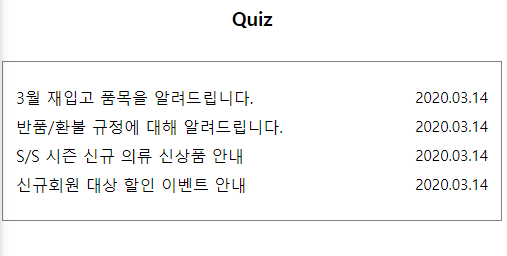 Quiz
3월 재입고 품목을 알려드립니다. 2020.03.14
반품/환불 규정에 대해 알려드립니다. 2020.03.14
S/S 시즌 신규 의류 신상품 안내 2020.03.14
신규회원 대상 할인 이벤트 안내 2020.03.14